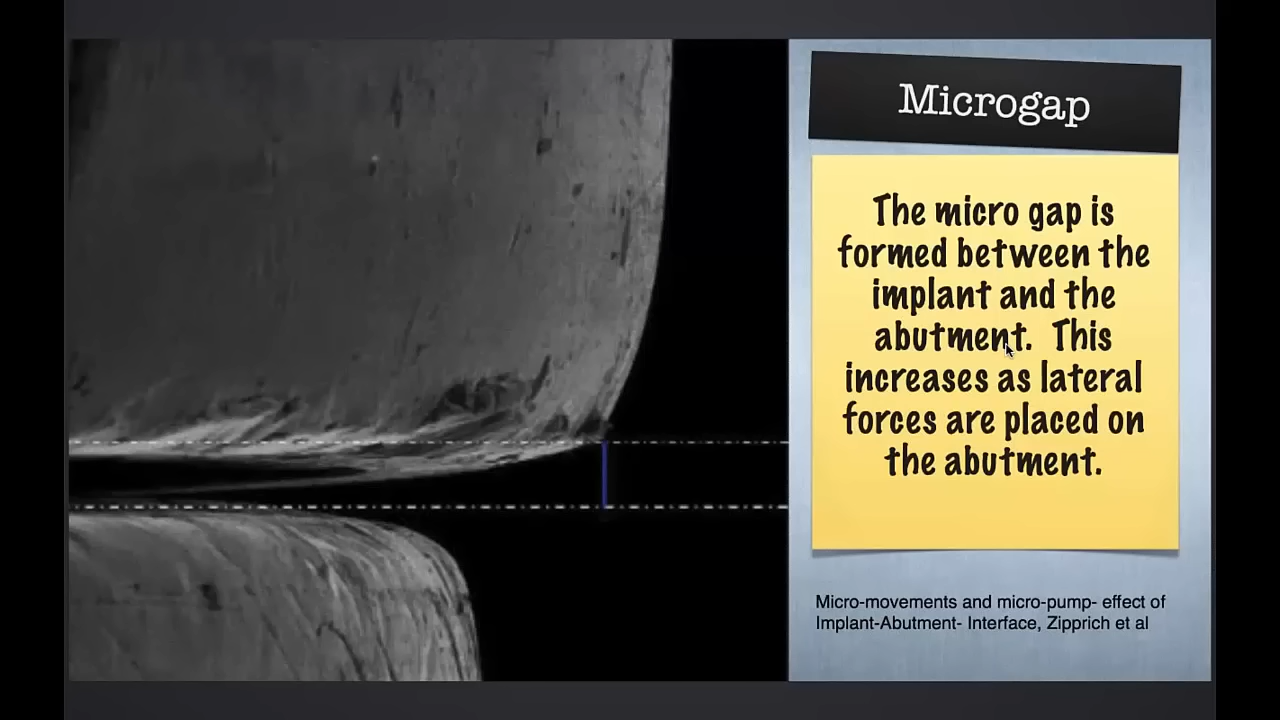 Microgap
The micro gap is
formed between the
implant and the
abutment. This
increases as lateral
forces are placed on
the abutment.
Micro-movements and micro-pump- effect of
Implant-Abutment- Interface, Zipprich et al